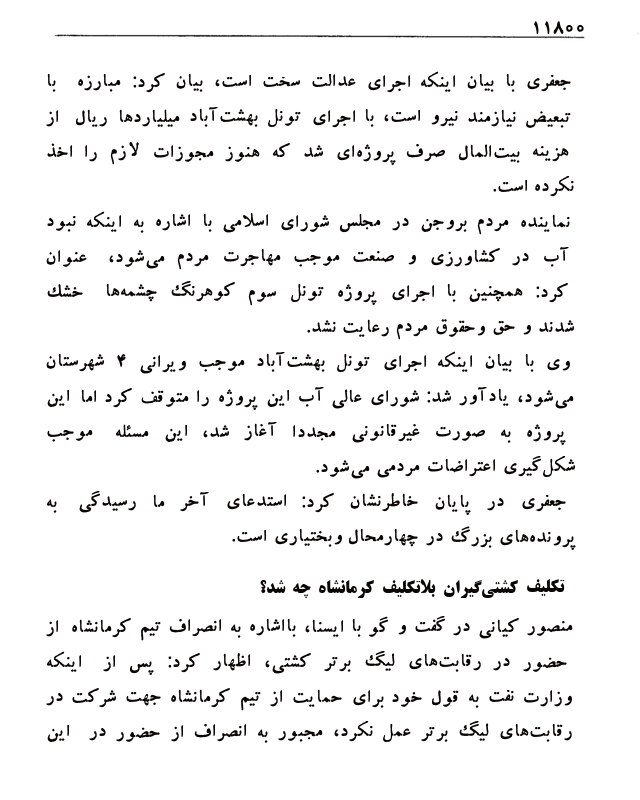 ۱۱۸۰۰
جعفری با بیان اینکه اجرای عدالت سخت است، بیان کرد: مبارزه با
تبعیض نیازمند نیرو است، با اجرای تونل بهشت‌آباد میلیاردها ریال از
هزینه بیت‌المال صرف پروژه‌ای شد که هنوز مجوزات لازم را اخذ
نکرده است.
نماینده مردم بروجن در مجلس شورای اسلامی با اشاره به اینکه نبود
آب در کشاورزی و صنعت موجب مهاجرت مردم می‌شود، عنوان
کرد: همچنین با اجرای پروژه تونل سوم کوهرنگ چشمه‌ها خشک
شدند و حق وحقوق مردم رعایت نشد.
وی با بیان اینکه اجرای تونل بهشت‌آباد موجب ویرانی ۴ شهرستان
می‌شود، یادآور شد: شورای عالی آب این پروژه را متوقف کرد اما این
پروژه به صورت غیرقانونی مجددا آغاز شد، این مسئله موجب
شکل‌گیری اعتراضات مردمی می‌شود.
جعفری در پایان خاطرنشان کرد: استدعای آخر ما رسیدگی به
پرونده‌های بزرگ در چهارمحال وبختیاری است.
تکلیف کشتی‌گیران بلاتکلیف کرمانشاه چه شد؟
منصور کیانی در گفت و گو با ایسنا، بااشاره به انصراف تیم کرمانشاه از
حضور در رقابت‌های لیگ برتر کشتی، اظهار کرد: پس از اینکه
وزارت نفت به قول خود برای حمایت از تیم کرمانشاه جهت شرکت در
رقابت‌های لیگ برتر عمل نکرد، مجبور به انصراف از حضور در این